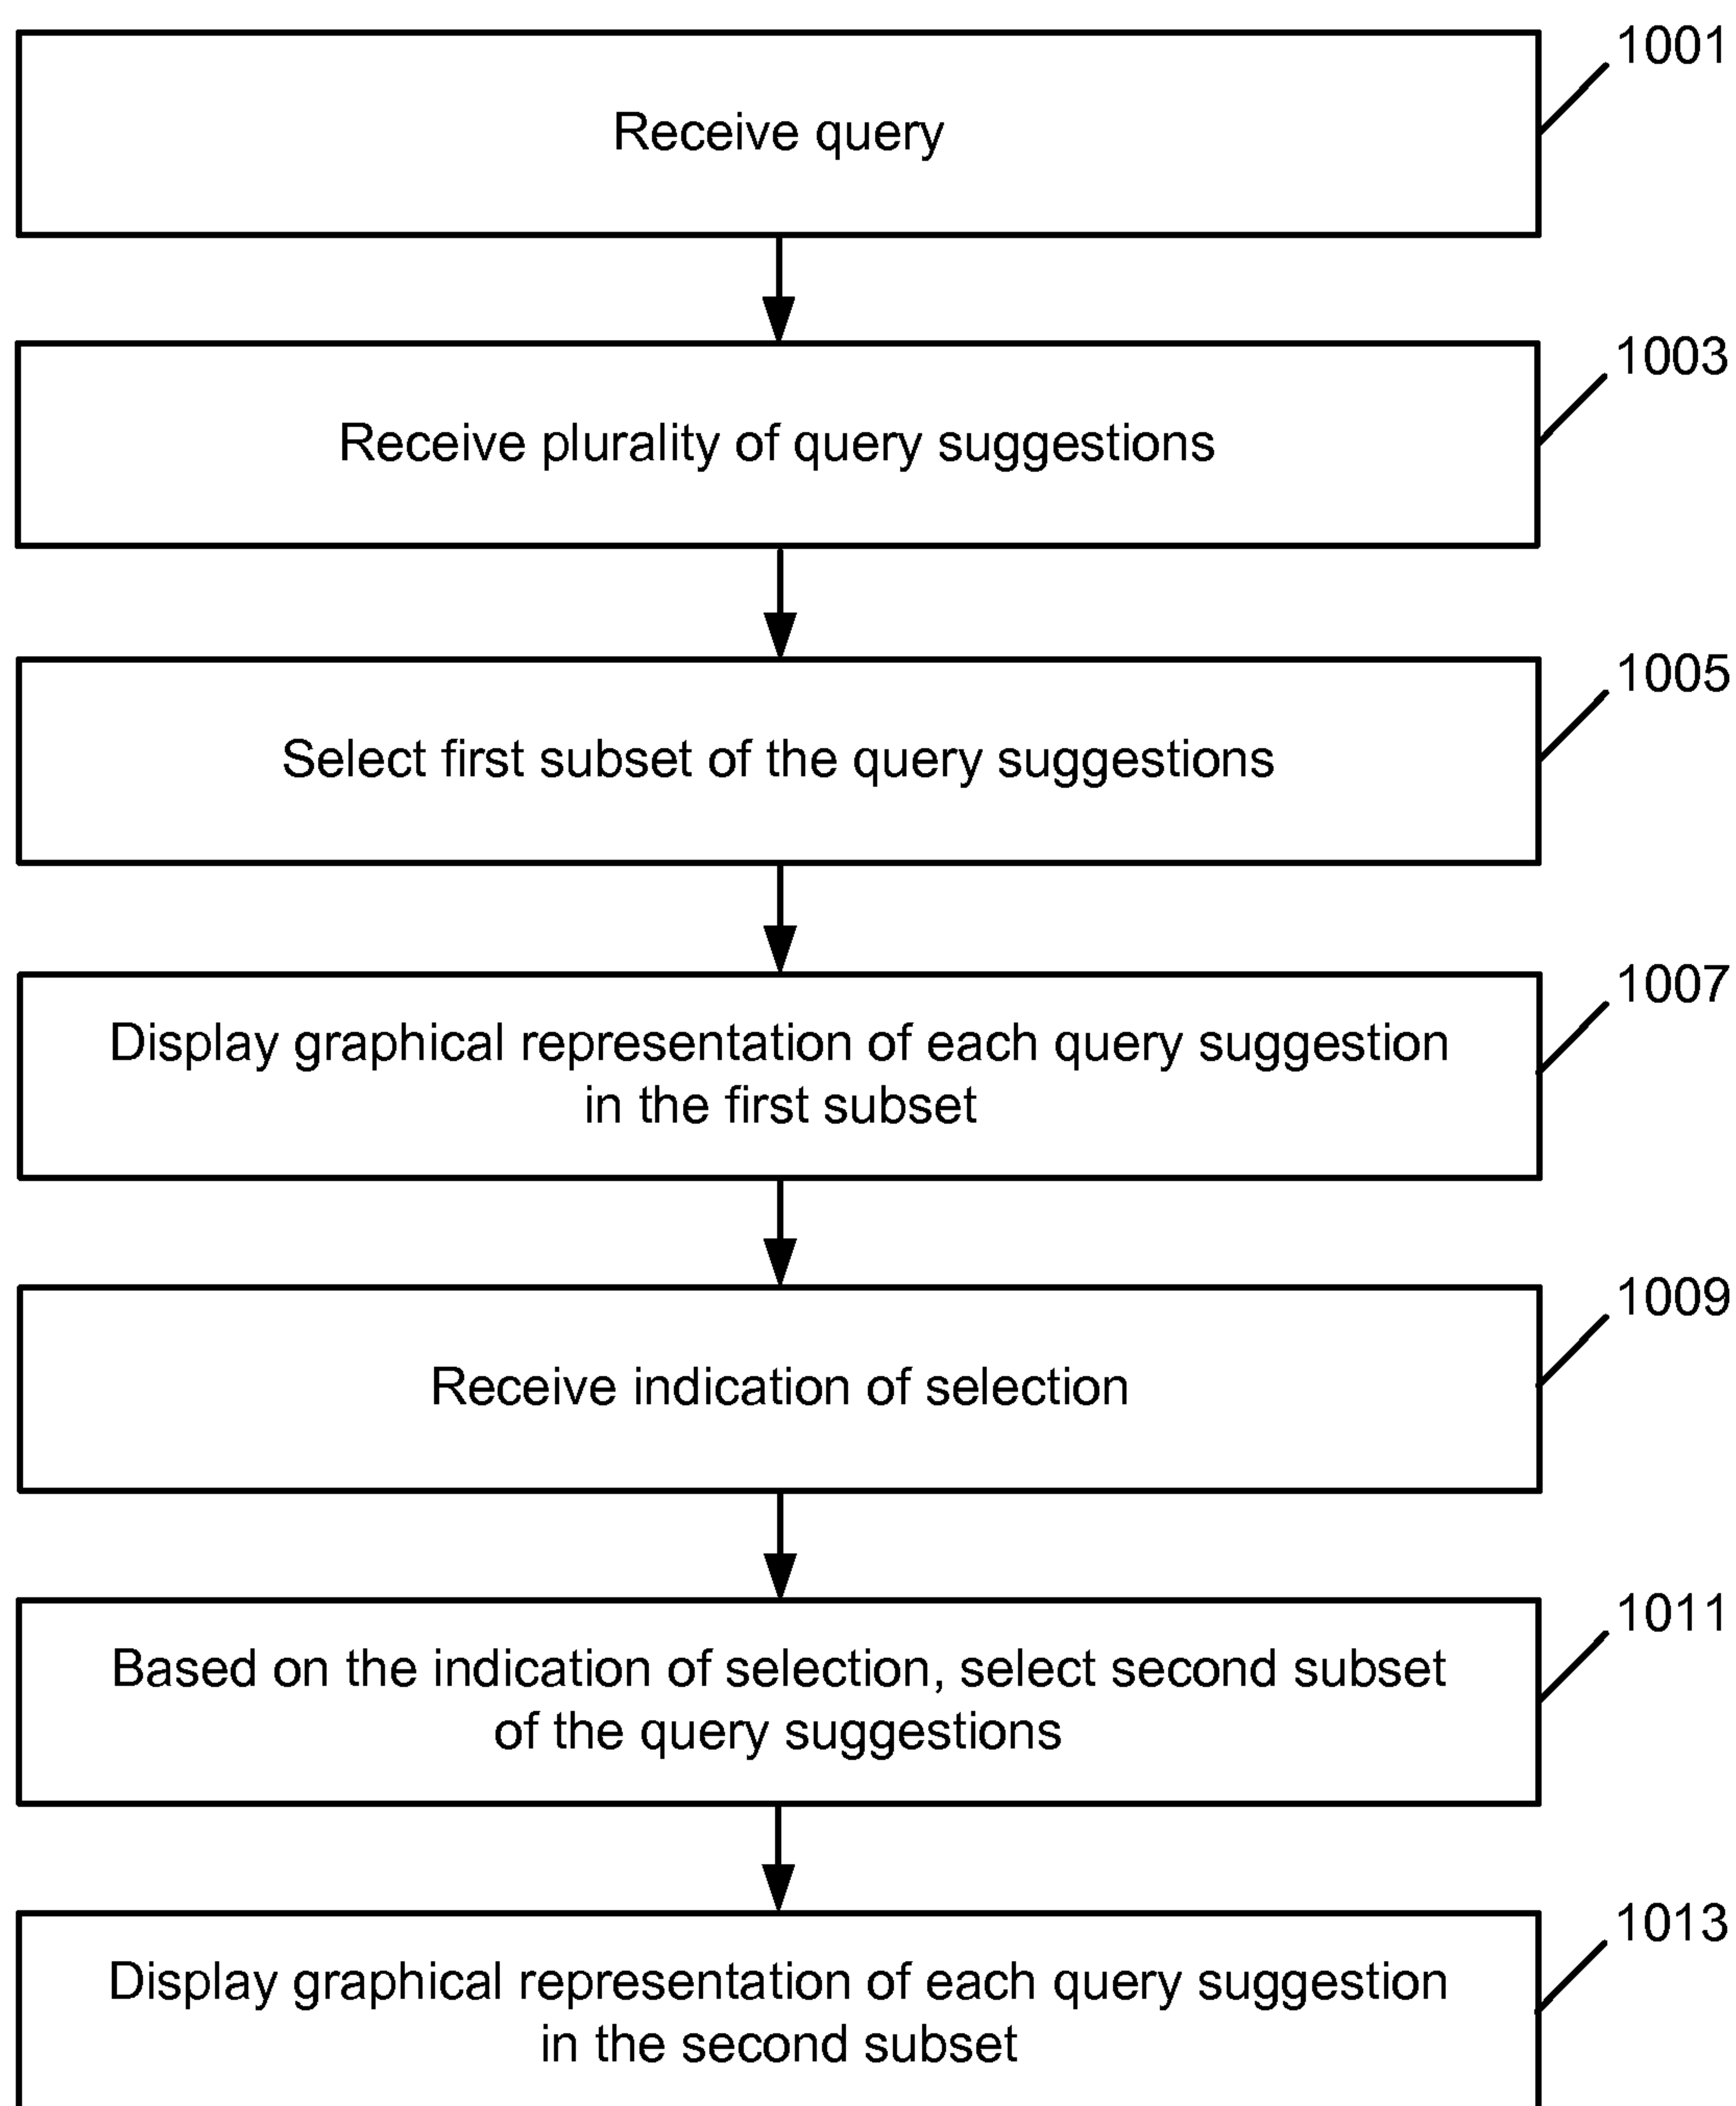 1001
Receive query
1003
Receive plurality of query suggestions
1005
Select first subset of the query suggestions
1007
Display graphical representation of each query suggestion
in the first subset
1009
Receive indication of selection
1011
Based on the indication of selection, select second subset
of the query suggestions
1013
Display graphical representation of each query suggestion
in the second subset